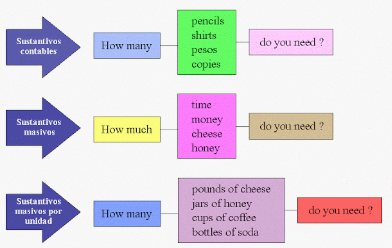 Sustantivos
contables
How many
pencils
shirts
pesos
copies
do you need ?
Sustantivos
masivos
How much
time
money
cheese
honey
do you need ?
Sustantivos
masivos por
unidad
How many
pounds of cheese
jars of honey
cups of coffee
bottles of soda
do you need ?